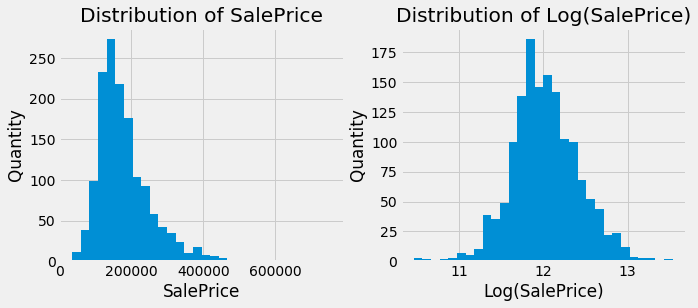 Distribution of SalePrice
250
200
150
100
50
0
Quantity
0 200000 400000 600000
SalePrice
Distribution of Log(SalePrice)
175
150
125
100
75
50
25
0
Quantity
11 12 13
Log(SalePrice)